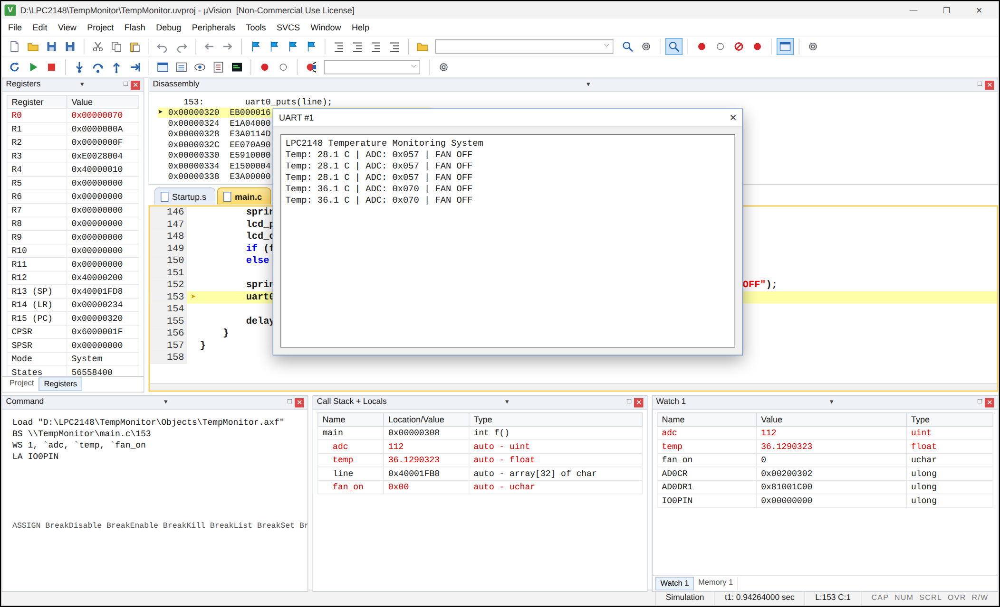 V D:\LPC2148\TempMonitor\TempMonitor.uvproj - µVision  [Non-Commercial Use License]
File Edit View Project Flash Debug Peripherals Tools SVCS Window Help
Registers
Register Value
R0 0x00000070
R1 0x0000000A
R2 0x0000000F
R3 0xE0028004
R4 0x40000010
R5 0x00000000
R6 0x00000000
R7 0x00000000
R8 0x00000000
R9 0x00000000
R10 0x00000000
R11 0x00000000
R12 0x40000200
R13 (SP) 0x40001FD8
R14 (LR) 0x00000234
R15 (PC) 0x00000320
CPSR 0x6000001F
SPSR 0x00000000
Mode System
States 56558400
Project Registers
Disassembly
153:        uart0_puts(line);
0x00000320  EB000016
0x00000324  E1A04000
0x00000328  E3A0114D
0x0000032C  EE070A90
0x00000330  E5910000
0x00000334  E1500004
0x00000338  E3A00000
Startup.s main.c
146 sprin
147 lcd_p
148 lcd_c
149 if (f
150 else
151
152 sprin OFF");
153 uart0
154
155 delay
156 }
157 }
158
UART #1
LPC2148 Temperature Monitoring System
Temp: 28.1 C | ADC: 0x057 | FAN OFF
Temp: 28.1 C | ADC: 0x057 | FAN OFF
Temp: 28.1 C | ADC: 0x057 | FAN OFF
Temp: 36.1 C | ADC: 0x070 | FAN OFF
Temp: 36.1 C | ADC: 0x070 | FAN OFF
Command
Load "D:\LPC2148\TempMonitor\Objects\TempMonitor.axf"
BS \\TempMonitor\main.c\153
WS 1, `adc, `temp, `fan_on
LA IO0PIN
ASSIGN BreakDisable BreakEnable BreakKill BreakList BreakSet Br
Call Stack + Locals
Name Location/Value Type
main 0x00000308 int f()
adc 112 auto - uint
temp 36.1290323 auto - float
line 0x40001FB8 auto - array[32] of char
fan_on 0x00 auto - uchar
Watch 1
Name Value Type
adc 112 uint
temp 36.1290323 float
fan_on 0 uchar
AD0CR 0x00200302 ulong
AD0DR1 0x81001C00 ulong
IO0PIN 0x00000000 ulong
Watch 1 Memory 1
Simulation t1: 0.94264000 sec L:153 C:1 CAP NUM SCRL OVR R/W